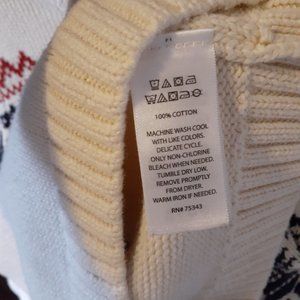 100% COTTON
MACHINE WASH COOL
WITH LIKE COLORS.
DELICATE CYCLE.
ONLY NON-CHLORINE
BLEACH WHEN NEEDED.
TUMBLE DRY LOW.
REMOVE PROMPTLY
FROM DRYER.
WARM IRON IF NEEDED.
RN# 75343